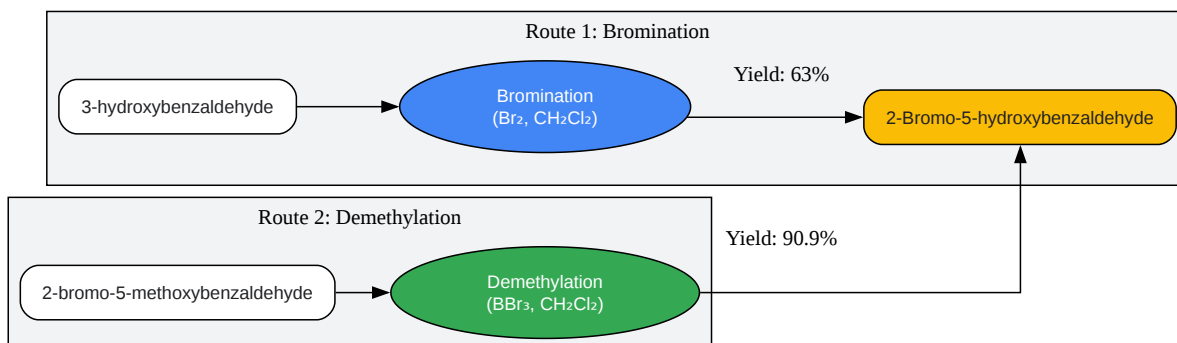 Route 1: Bromination
3-hydroxybenzaldehyde
Bromination
(Br₂, CH₂Cl₂)
Yield: 63%
2-Bromo-5-hydroxybenzaldehyde
Route 2: Demethylation
2-bromo-5-methoxybenzaldehyde
Demethylation
(BBr₃, CH₂Cl₂)
Yield: 90.9%